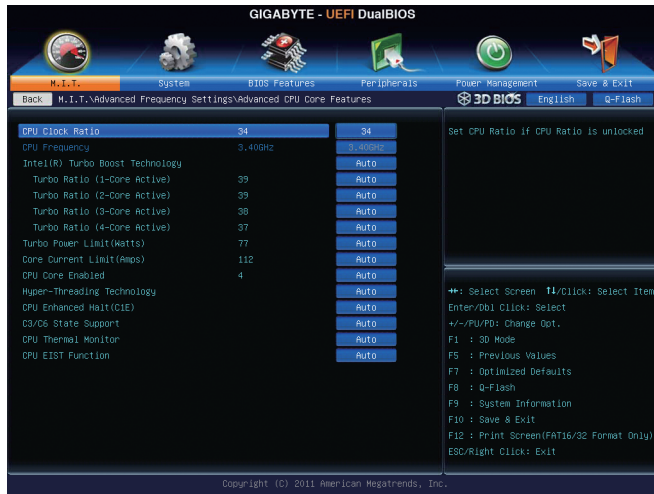 GIGABYTE - UEFI DualBIOS
M.I.T. System BIOS Features Peripherals Power Management Save & Exit
Back M.I.T.\Advanced Frequency Settings\Advanced CPU Core Features 3D BIOS English Q-Flash
CPU Clock Ratio 34 34
CPU Frequency 3.40GHz 3.40GHz
Intel(R) Turbo Boost Technology Auto
Turbo Ratio (1-Core Active) 39 Auto
Turbo Ratio (2-Core Active) 39 Auto
Turbo Ratio (3-Core Active) 38 Auto
Turbo Ratio (4-Core Active) 37 Auto
Turbo Power Limit(Watts) 77 Auto
Core Current Limit(Amps) 112 Auto
CPU Core Enabled 4 Auto
Hyper-Threading Technology Auto
CPU Enhanced Halt(C1E) Auto
C3/C6 State Support Auto
CPU Thermal Monitor Auto
CPU EIST Function Auto
Set CPU Ratio if CPU Ratio is unlocked
→←: Select Screen ↑↓/Click: Select Item
Enter/Dbl Click: Select
+/-/PU/PD: Change Opt.
F1 : 3D Mode
F5 : Previous Values
F7 : Optimized Defaults
F8 : Q-Flash
F9 : System Information
F10 : Save & Exit
F12 : Print Screen(FAT16/32 Format Only)
ESC/Right Click: Exit
Copyright (C) 2011 American Megatrends, Inc.